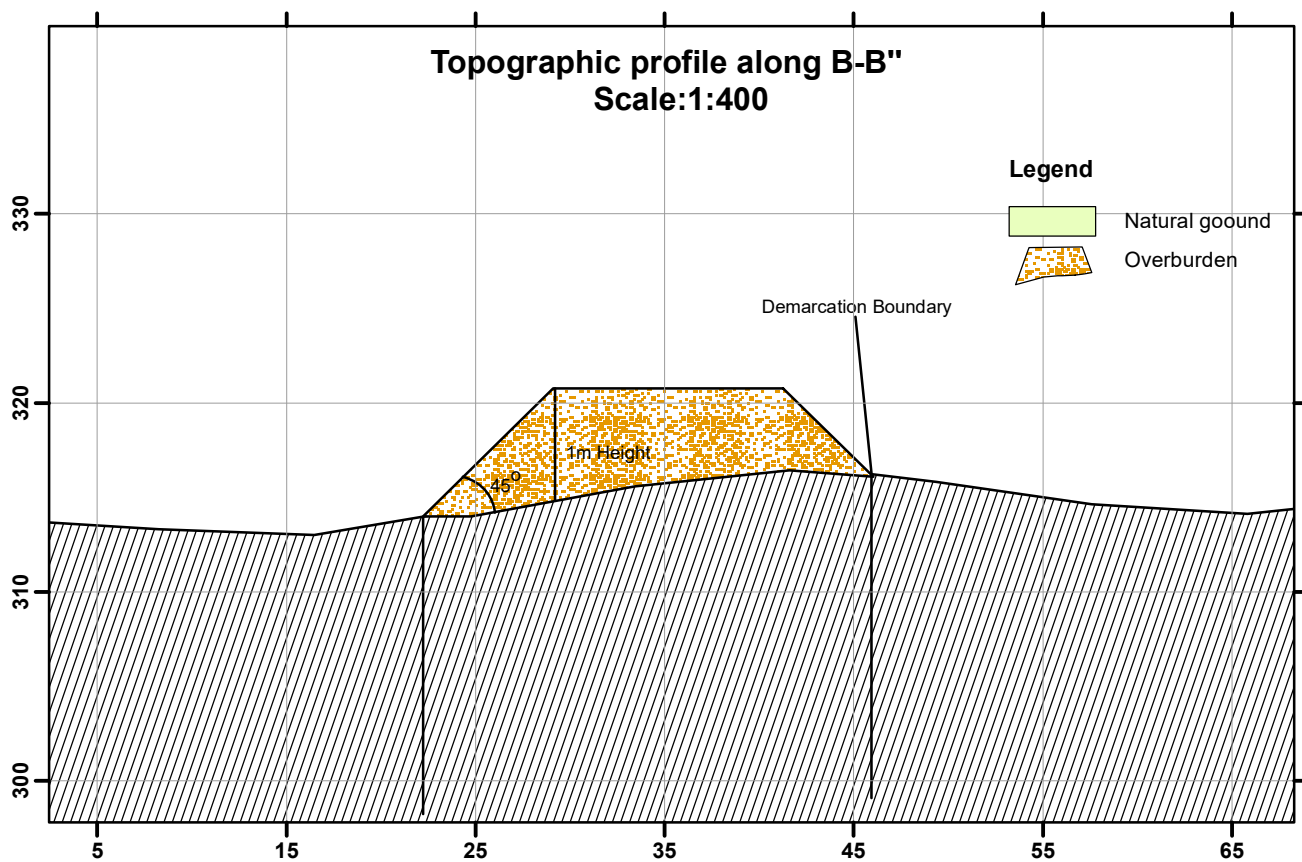 Topographic profile along B-B"
Scale:1:400
Legend
Natural goound
Overburden
Demarcation Boundary
330
320
310
300
1m Height
45°
5 15 25 35 45 55 65